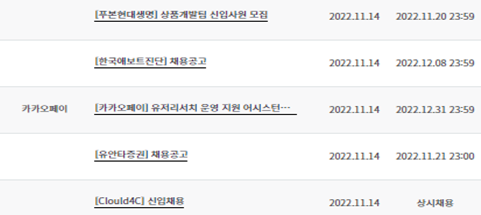 [푸본현대생명] 상품개발팀 신입사원 모집 2022.11.14 2022.11.20 23:59
[한국애보트진단] 채용공고 2022.11.14 2022.12.08 23:59
카카오페이 [카카오페이] 유저리서치 운영 지원 어시스턴… 2022.11.14 2022.12.31 23:59
[유안타증권] 채용공고 2022.11.14 2022.11.21 23:00
[Clould4C] 신입채용 2022.11.14 상시채용